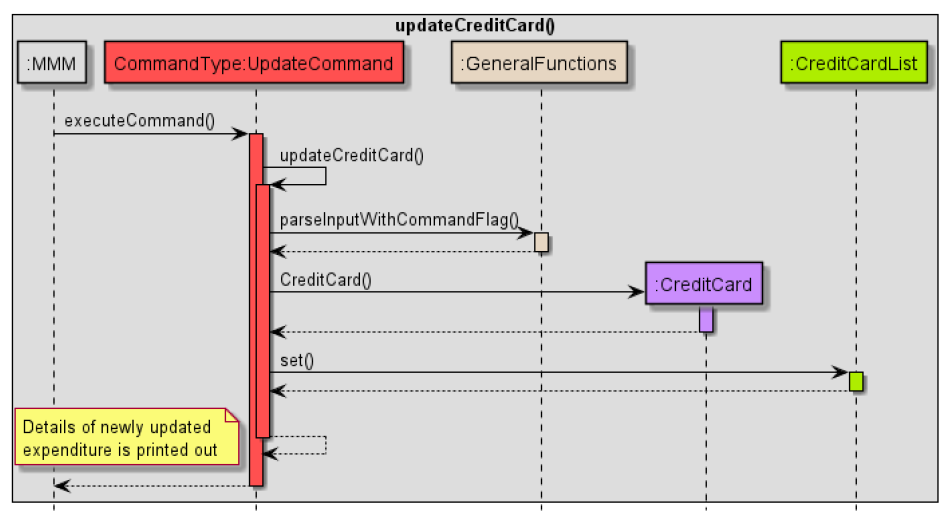 updateCreditCard()
:MMM
CommandType:UpdateCommand
:GeneralFunctions
:CreditCardList
executeCommand()
updateCreditCard()
parseInputWithCommandFlag()
CreditCard()
:CreditCard
set()
Details of newly updated
expenditure is printed out